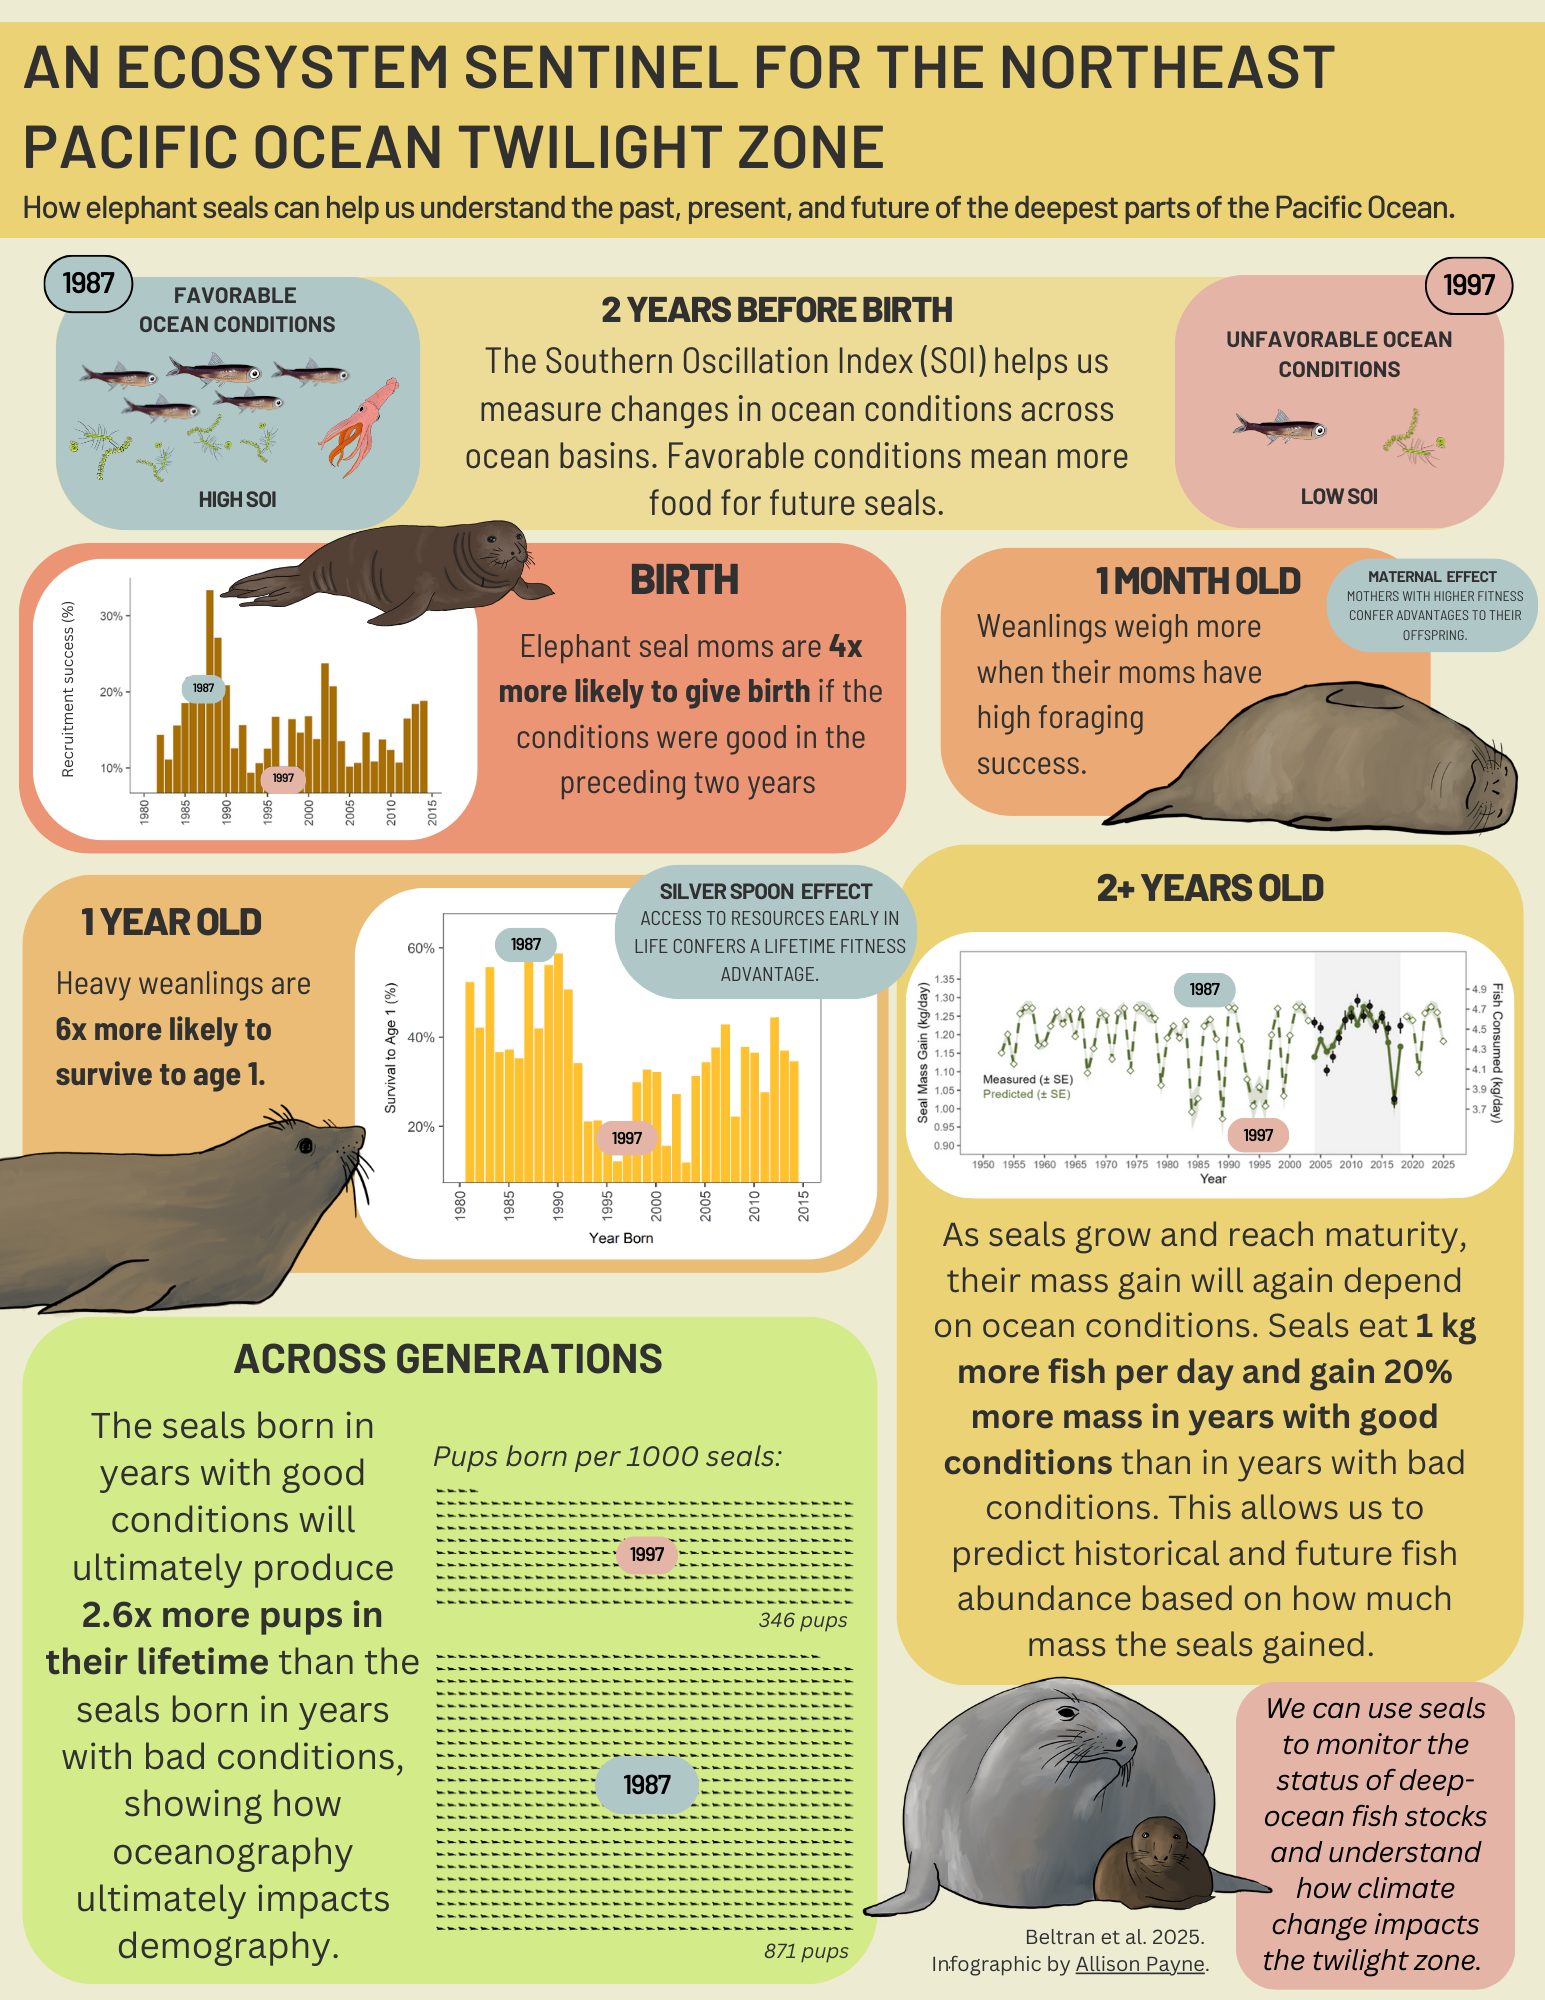 AN ECOSYSTEM SENTINEL FOR THE NORTHEAST
PACIFIC OCEAN TWILIGHT ZONE
How elephant seals can help us understand the past, present, and future of the deepest parts of the Pacific Ocean.
1987
FAVORABLE
OCEAN CONDITIONS
HIGH SOI
2 YEARS BEFORE BIRTH
The Southern Oscillation Index (SOI) helps us
measure changes in ocean conditions across
ocean basins. Favorable conditions mean more
food for future seals.
1997
UNFAVORABLE OCEAN
CONDITIONS
LOW SOI
Recruitment success (%)
30%
20%
10%
1987
1997
1980
1985
1990
1995
2000
2005
2010
2015
BIRTH
Elephant seal moms are 4x
more likely to give birth if the
conditions were good in the
preceding two years
1 MONTH OLD
Weanlings weigh more
when their moms have
high foraging
success.
MATERNAL EFFECT
MOTHERS WITH HIGHER FITNESS
CONFER ADVANTAGES TO THEIR
OFFSPRING.
1 YEAR OLD
Heavy weanlings are
6x more likely to
survive to age 1.
Survival to Age 1 (%)
60%
40%
20%
1987
1997
1980
1985
1990
1995
2000
2005
2010
2015
Year Born
SILVER SPOON EFFECT
ACCESS TO RESOURCES EARLY IN
LIFE CONFERS A LIFETIME FITNESS
ADVANTAGE.
2+ YEARS OLD
Seal Mass Gain (kg/day)
1.35
1.30
1.25
1.20
1.15
1.10
1.05
1.00
0.95
0.90
1987
Measured (± SE)
Predicted (± SE)
1997
4.9
4.7
4.5
4.3
4.1
3.9
3.7
Fish Consumed (kg/day)
1950 1955 1960 1965 1970 1975 1980 1985 1990 1995 2000 2005 2010 2015 2020 2025
Year
As seals grow and reach maturity,
their mass gain will again depend
on ocean conditions. Seals eat 1 kg
more fish per day and gain 20%
more mass in years with good
conditions than in years with bad
conditions. This allows us to
predict historical and future fish
abundance based on how much
mass the seals gained.
ACROSS GENERATIONS
The seals born in
years with good
conditions will
ultimately produce
2.6x more pups in
their lifetime than the
seals born in years
with bad conditions,
showing how
oceanography
ultimately impacts
demography.
Pups born per 1000 seals:
1997
346 pups
1987
871 pups
We can use seals
to monitor the
status of deep-
ocean fish stocks
and understand
how climate
change impacts
the twilight zone.
Beltran et al. 2025.
Infographic by Allison Payne.